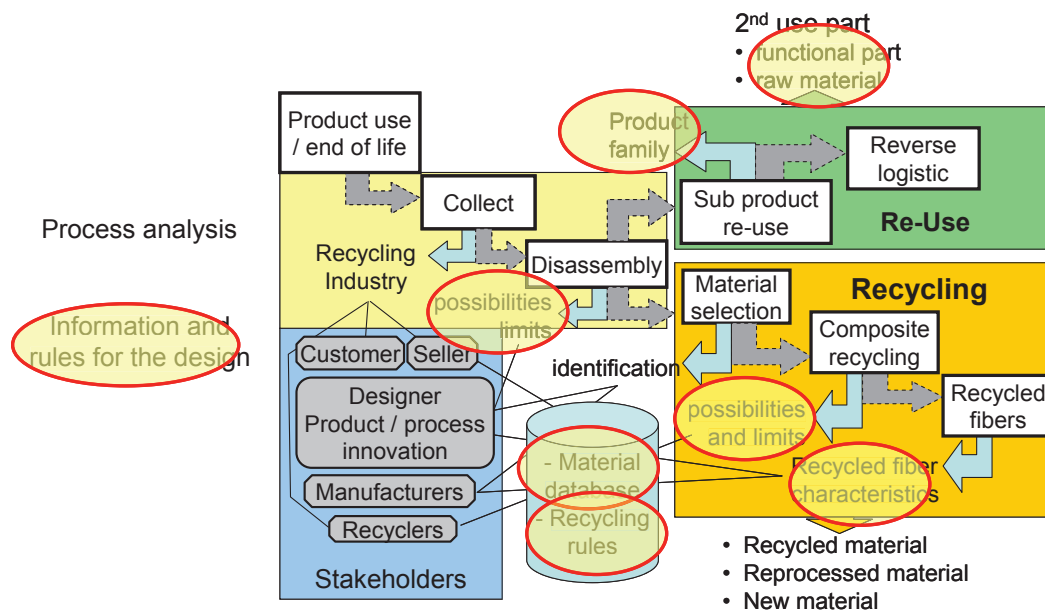 2nd use part
• functional part
• raw material
Product use
/ end of life
Product
family
Reverse
logistic
Collect
Sub product
re-use
Re-Use
Process analysis
Recycling
Industry
Disassembly
possibilities
limits
Material
selection
Recycling
Information and
rules for the design
Customer
Seller
identification
Composite
recycling
Designer
Product / process
innovation
possibilities
and limits
Recycled
fibers
- Material
database
- Recycling
rules
Recycled fiber
characteristics
Manufacturers
Recyclers
Stakeholders
• Recycled material
• Reprocessed material
• New material